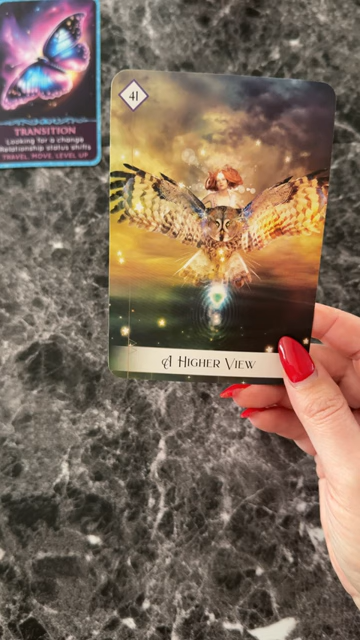 TRANSITION
Looking for a change
Relationship status shifts
TRAVEL, MOVE, LEVEL UP
41
A HIGHER VIEW